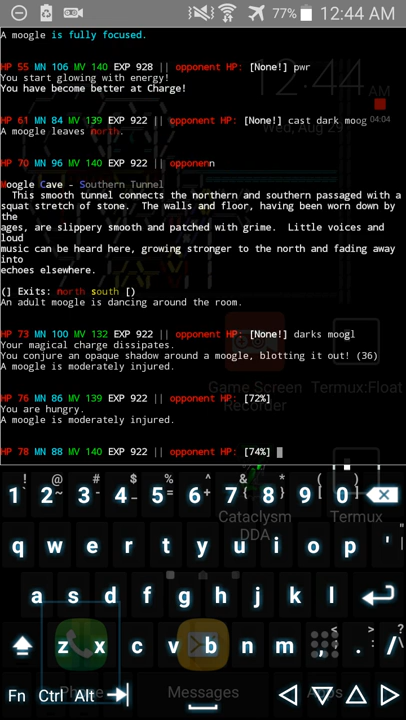 77% 12:44 AM
A moogle is fully focused.
HP 55 MN 106 MV 140 EXP 928 || opponent HP: [None!] pwr
You start glowing with energy!
You have become better at Charge!
HP 61 MN 84 MV 139 EXP 922 || opponent HP: [None!] cast dark moog
A moogle leaves north.
HP 70 MN 96 MV 140 EXP 922 || opponenn
Moogle Cave - Southern Tunnel
This smooth tunnel connects the northern and southern passaged with a
squat stretch of stone. The walls and floor, having been worn down by
the
ages, are slippery smooth and patched with grime. Little voices and
loud
music can be heard here, growing stronger to the north and fading away
into
echoes elsewhere.
(] Exits: north south [)
An adult moogle is dancing around the room.
HP 73 MN 100 MV 132 EXP 922 || opponent HP: [None!] darks moogl
Your magical charge dissipates.
You conjure an opaque shadow around a moogle, blotting it out! (36)
A moogle is moderately injured.
HP 76 MN 86 MV 139 EXP 922 || opponent HP: [72%]
You are hungry.
A moogle is moderately injured.
HP 78 MN 88 MV 140 EXP 922 || opponent HP: [74%]
12:44 AM
Wed, Aug 29
04:04
Game Screen Recorder
Termux:Float
Cataclysm DDA
Termux
1 2 3 4 5 6 7 8 9 0
q w e r t y u i o p '
a s d f g h j k l
z x c v b n m , . /
Fn Ctrl Alt
Phone Messages Apps